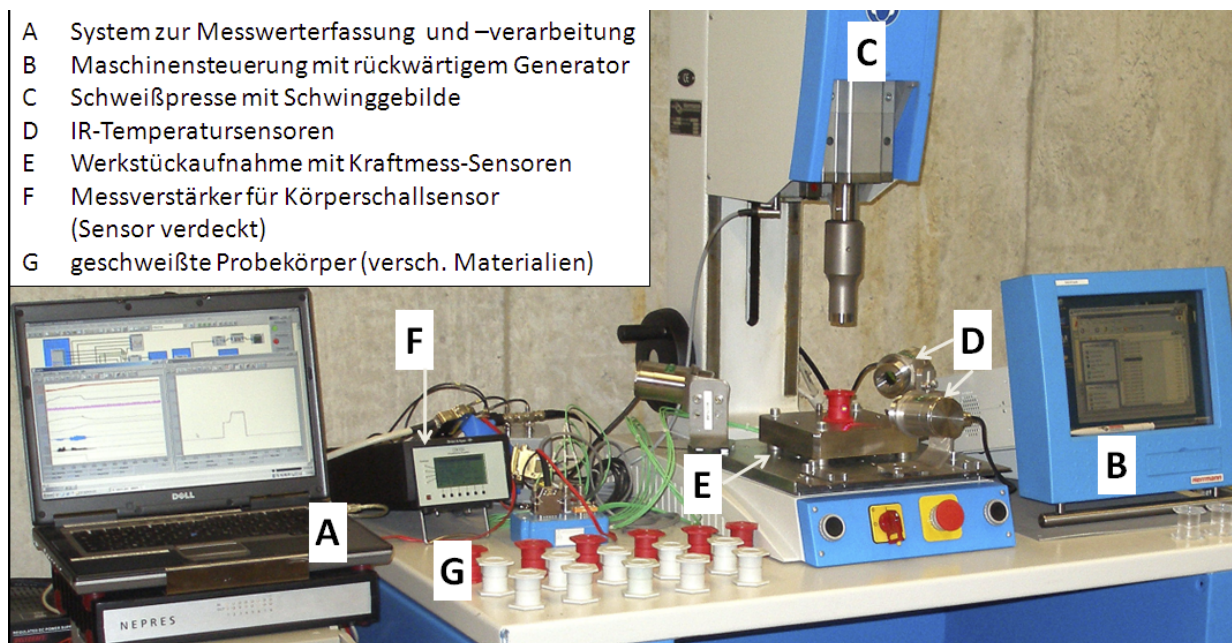 A System zur Messwerterfassung und –verarbeitung
B Maschinensteuerung mit rückwärtigem Generator
C Schweißpresse mit Schwinggebilde
D IR-Temperatursensoren
E Werkstückaufnahme mit Kraftmess-Sensoren
F Messverstärker für Körperschallsensor
(Sensor verdeckt)
G geschweißte Probekörper (versch. Materialien)
C
F
D
E
B
A
G
DELL
herrmann
NEPRES